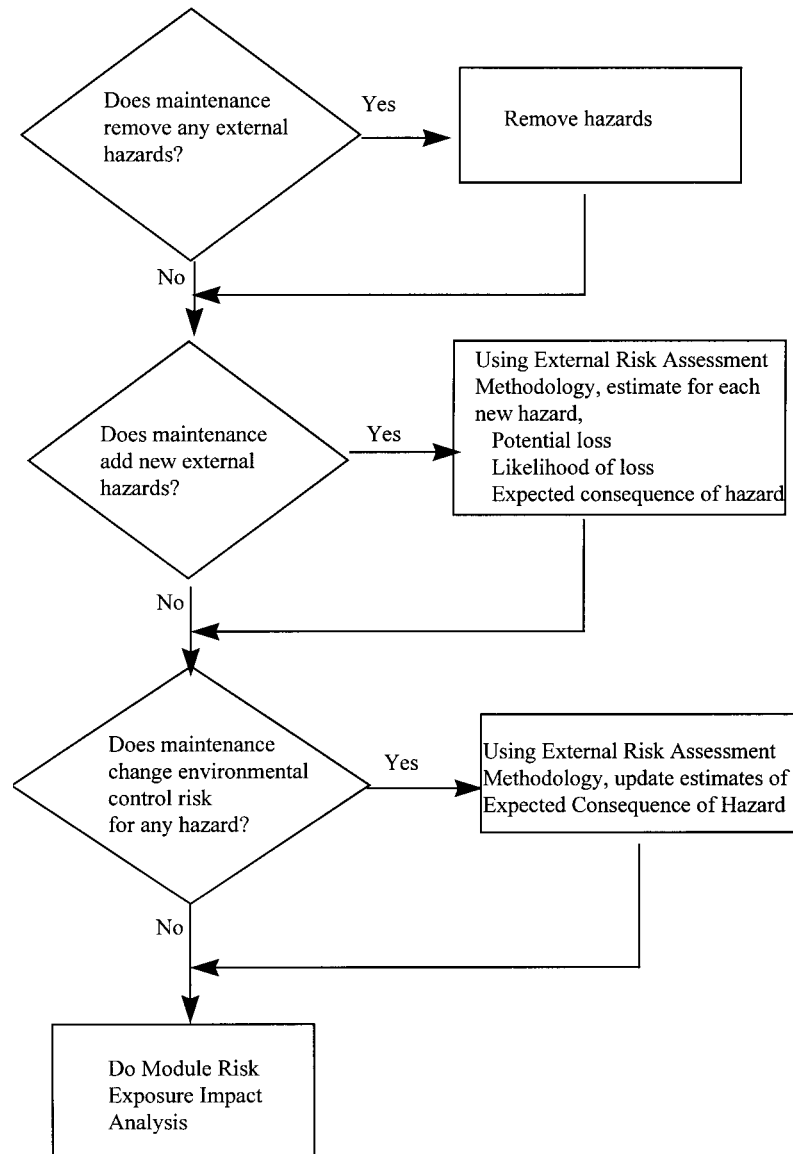 Does maintenance
remove any external
hazards?
Yes
Remove hazards
No
Does maintenance
add new external
hazards?
Yes
Using External Risk Assessment
Methodology, estimate for each
new hazard,
Potential loss
Likelihood of loss
Expected consequence of hazard
No
Does maintenance
change environmental
control risk
for any hazard?
Yes
Using External Risk Assessment
Methodology, update estimates of
Expected Consequence of Hazard
No
Do Module Risk
Exposure Impact
Analysis